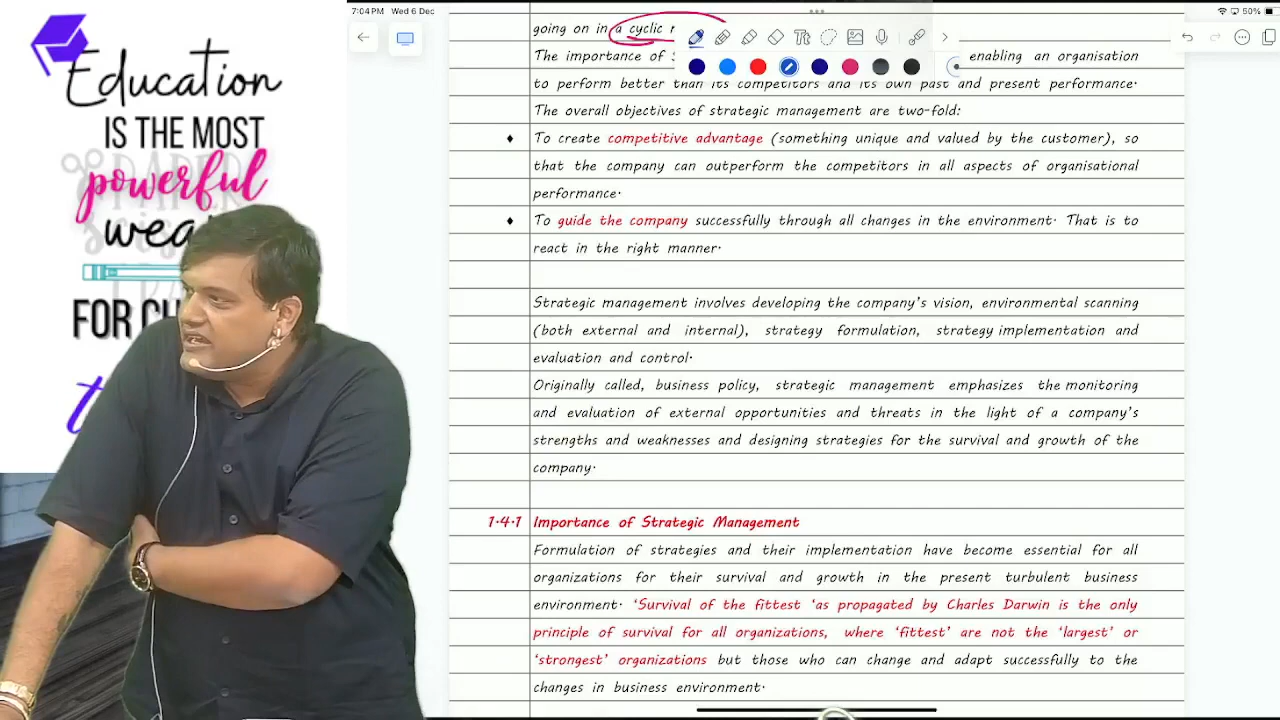 7:04PM Wed 6 Dec
50%
Education
IS THE MOST
powerful
FOR
going on in a cyclic
The importance of enabling an organisation
to perform better than its competitors and its own past and present performance·
The overall objectives of strategic management are two-fold:
♦ To create competitive advantage (something unique and valued by the customer), so
that the company can outperform the competitors in all aspects of organisational
performance·
♦ To guide the company successfully through all changes in the environment· That is to
react in the right manner·
Strategic management involves developing the company's vision, environmental scanning
(both external and internal), strategy formulation, strategy implementation and
evaluation and control·
Originally called, business policy, strategic management emphasizes the monitoring
and evaluation of external opportunities and threats in the light of a company's
strengths and weaknesses and designing strategies for the survival and growth of the
company·
1·4·1 Importance of Strategic Management
Formulation of strategies and their implementation have become essential for all
organizations for their survival and growth in the present turbulent business
environment· 'Survival of the fittest 'as propagated by Charles Darwin is the only
principle of survival for all organizations, where 'fittest' are not the 'largest' or
'strongest' organizations but those who can change and adapt successfully to the
changes in business environment·